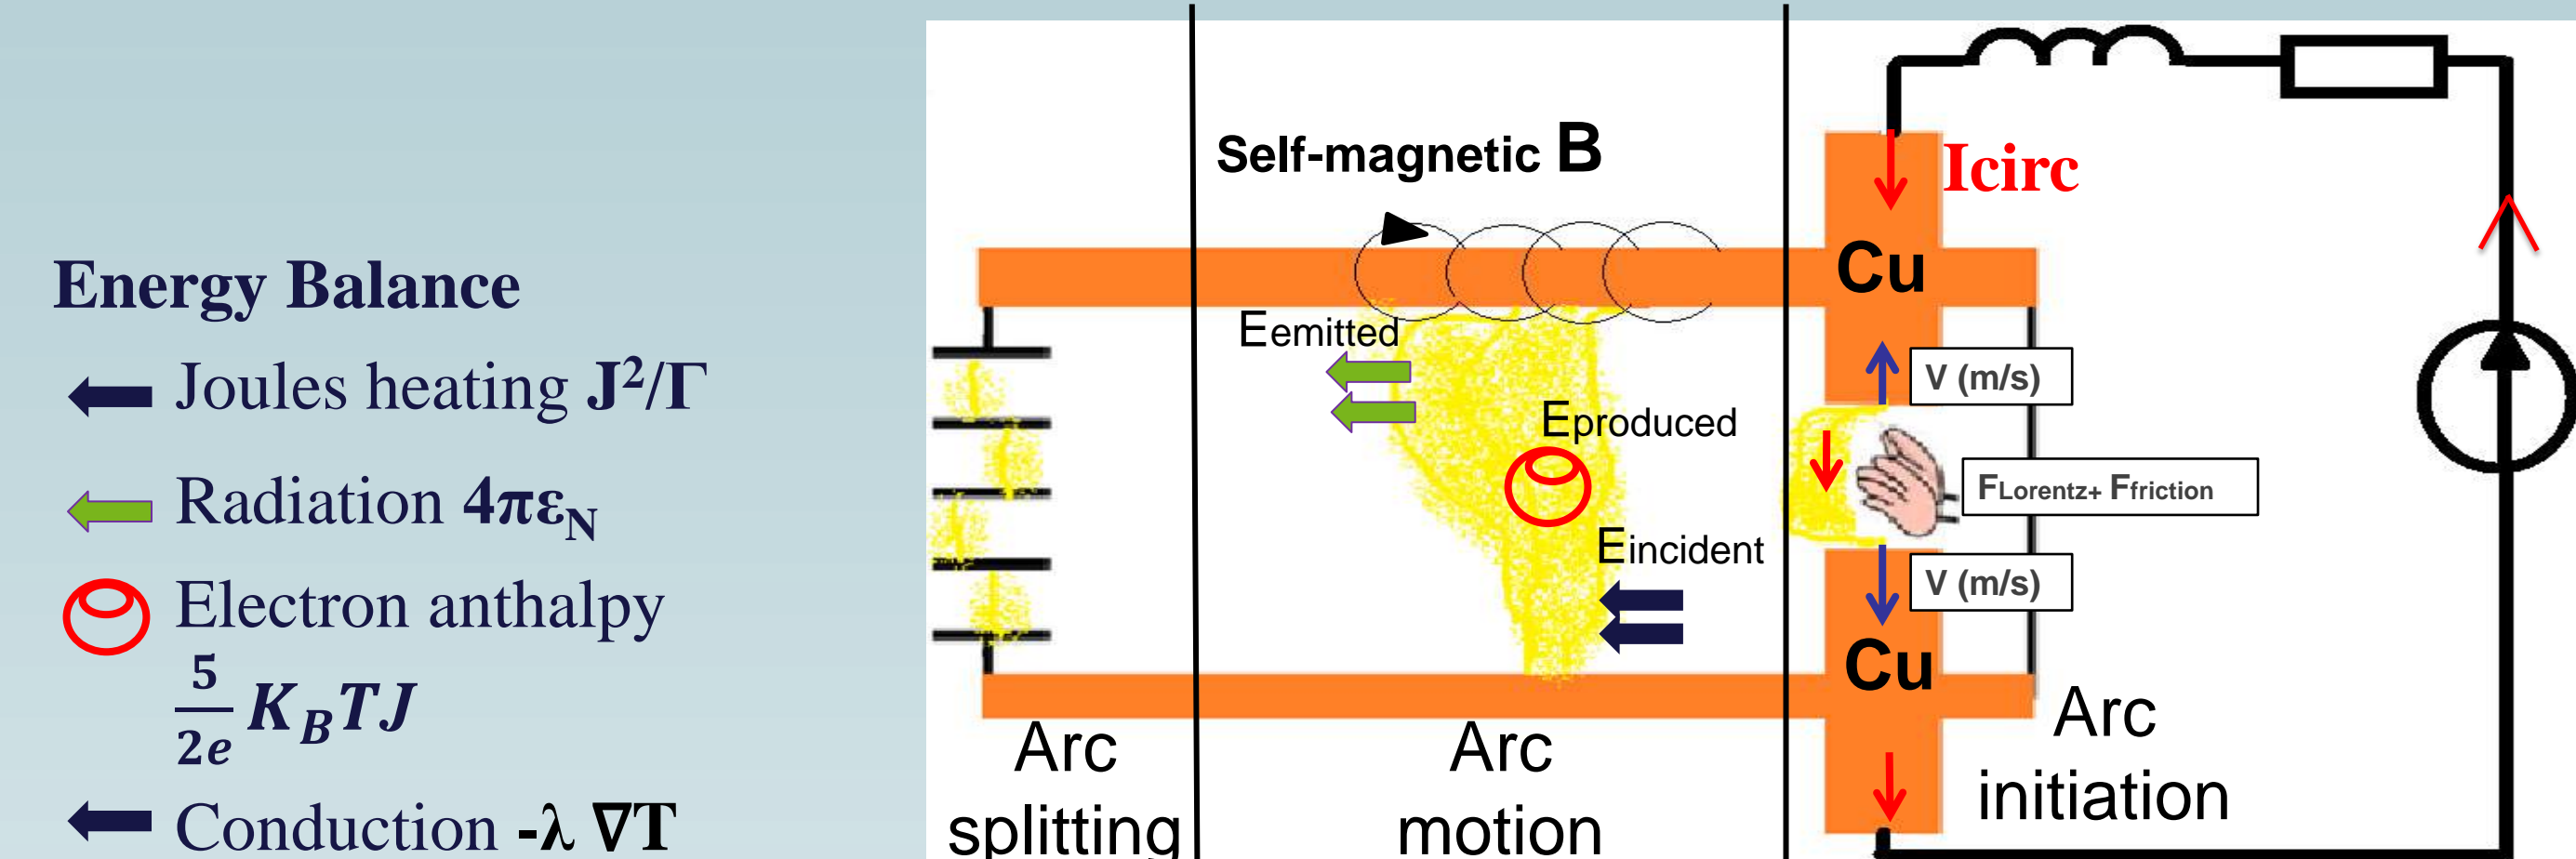 Energy Balance
Joules heating J²/Γ
Radiation 4πε_N
Electron anthalpy
5/2e K_B T J
Conduction -λ ∇T
Self-magnetic B
Icirc
Cu
Eemitted
V (m/s)
Eproduced
FLorentz+ Ffriction
Eincident
V (m/s)
Cu
Arc
splitting
Arc
motion
Arc
initiation